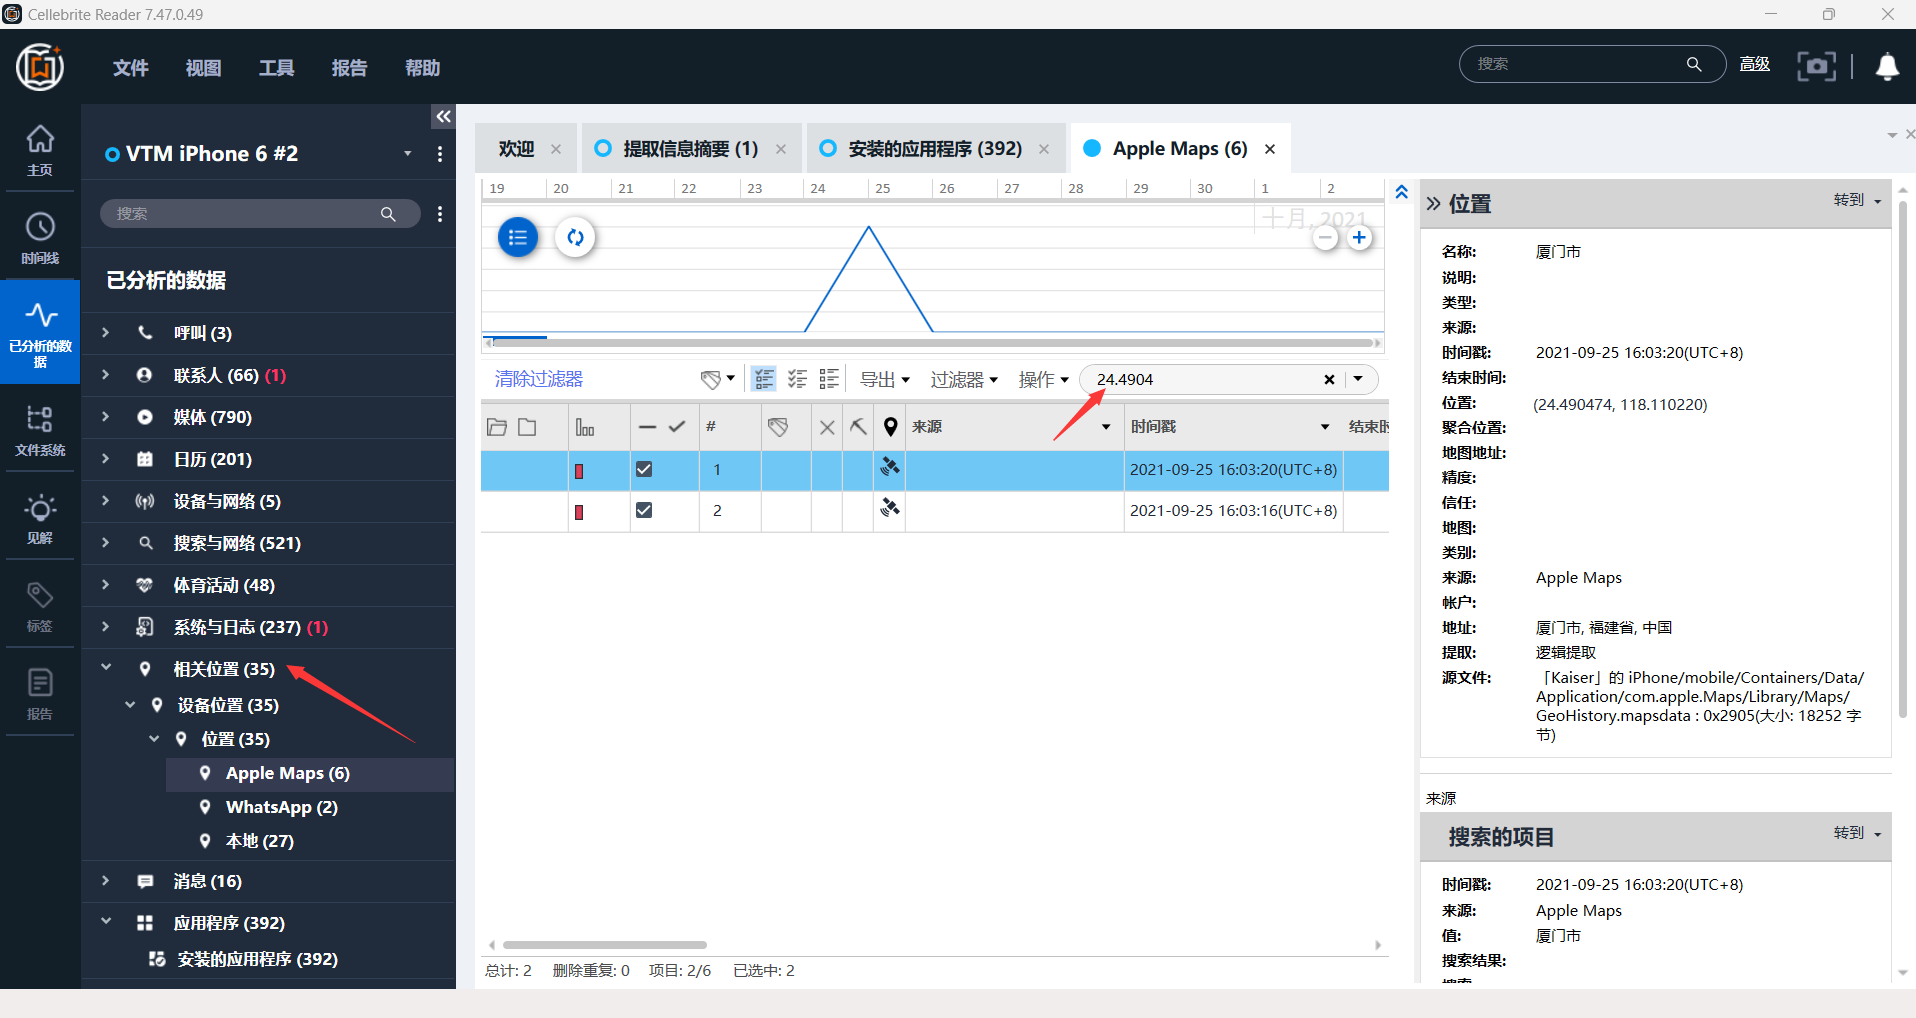 Cellebrite Reader 7.47.0.49
文件 视图 工具 报告 帮助
搜索
高级
主页
时间线
已分析的数据
文件系统
见解
标签
报告
VTM iPhone 6 #2
搜索
已分析的数据
呼叫 (3)
联系人 (66) (1)
媒体 (790)
日历 (201)
设备与网络 (5)
搜索与网络 (521)
体育活动 (48)
系统与日志 (237) (1)
相关位置 (35)
设备位置 (35)
位置 (35)
Apple Maps (6)
WhatsApp (2)
本地 (27)
消息 (16)
应用程序 (392)
安装的应用程序 (392)
欢迎 提取信息摘要 (1) 安装的应用程序 (392) Apple Maps (6)
19 20 21 22 23 24 25 26 27 28 29 30 1 2
十月, 2021
清除过滤器 导出 过滤器 操作 24.4904
# 来源 时间戳 结束时
1 2021-09-25 16:03:20(UTC+8)
2 2021-09-25 16:03:16(UTC+8)
总计: 2 删除重复: 0 项目: 2/6 已选中: 2
位置 转到
名称: 厦门市
说明:
类型:
来源:
时间戳: 2021-09-25 16:03:20(UTC+8)
结束时间:
位置: (24.490474, 118.110220)
聚合位置:
地图地址:
精度:
信任:
地图:
类别:
来源: Apple Maps
帐户:
地址: 厦门市, 福建省, 中国
提取: 逻辑提取
源文件: 「Kaiser」的 iPhone/mobile/Containers/Data/
Application/com.apple.Maps/Library/Maps/
GeoHistory.mapsdata : 0x2905(大小: 18252 字
节)
来源
搜索的项目 转到
时间戳: 2021-09-25 16:03:20(UTC+8)
来源: Apple Maps
值: 厦门市
搜索结果: